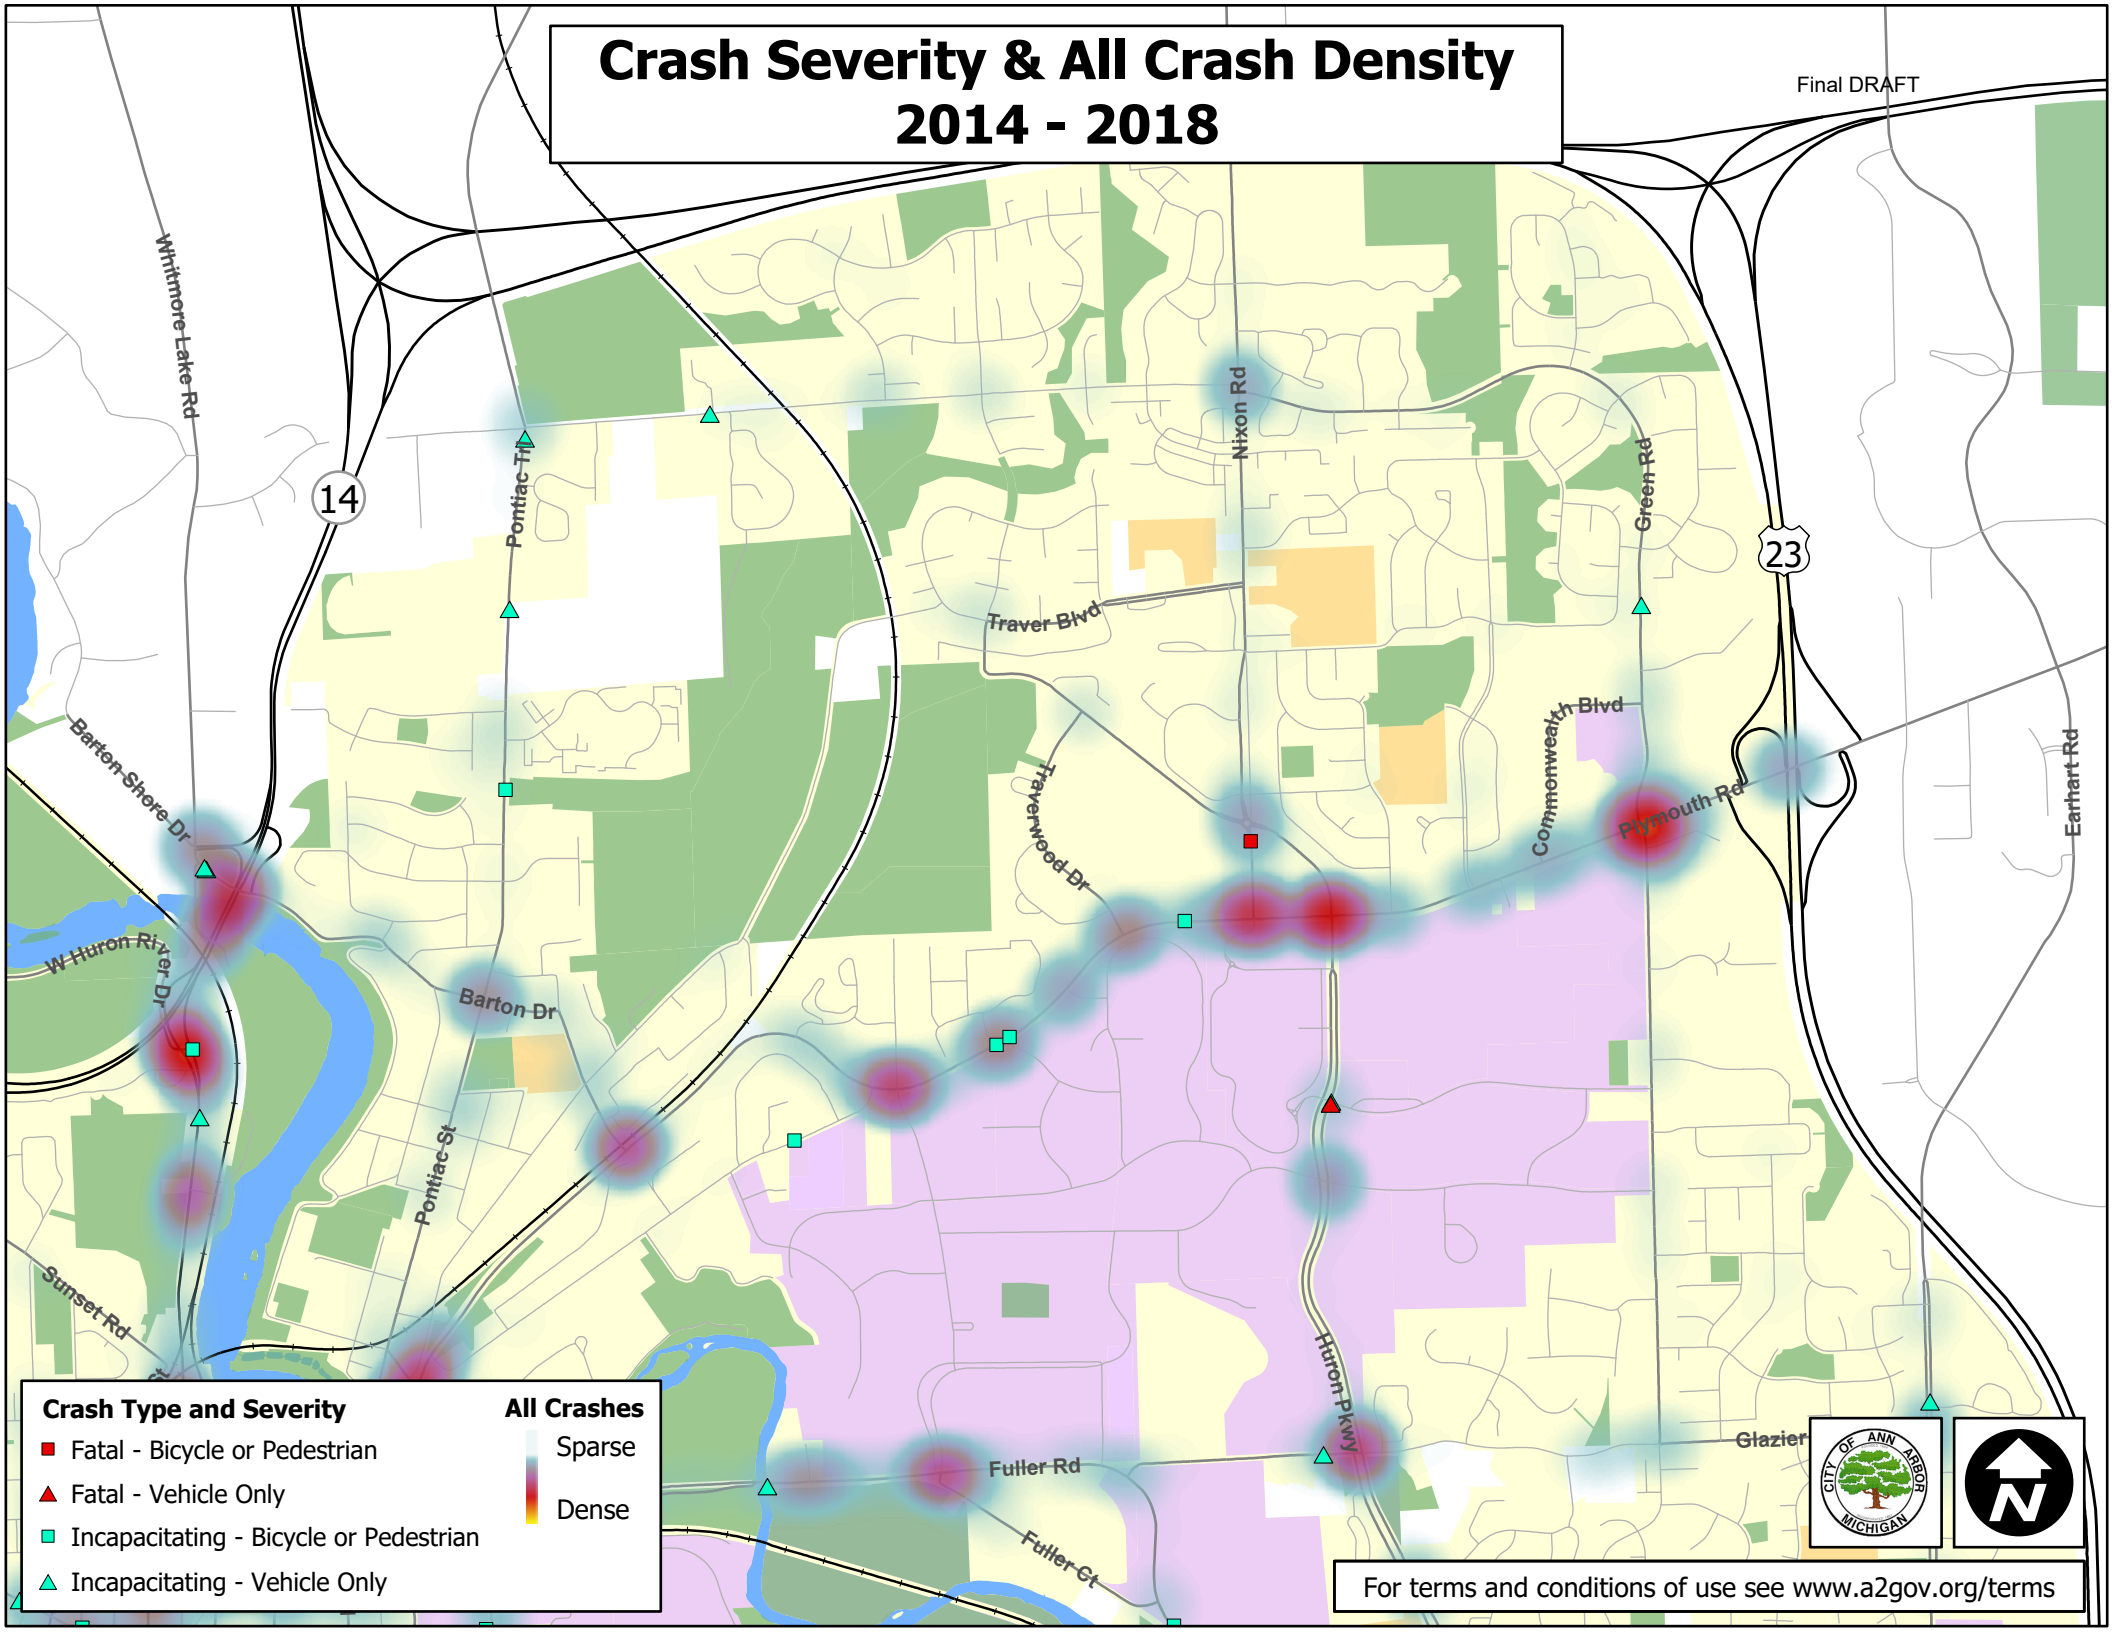 Crash Severity & All Crash Density
2014 - 2018
Final DRAFT
Whitmore Lake Rd
14
Pontiac Trl
Nixon Rd
Green Rd
23
Traver Blvd
Commonwealth Blvd
Barton Shore Dr
Traverwood Dr
Plymouth Rd
Earhart Rd
W Huron River Dr
Barton Dr
Pontiac St
Sunset Rd
Huron Pkwy
St
Glazier
Fuller Rd
Fuller Ct
Crash Type and Severity
Fatal - Bicycle or Pedestrian
Fatal - Vehicle Only
Incapacitating - Bicycle or Pedestrian
Incapacitating - Vehicle Only
All Crashes
Sparse
Dense
CITY OF ANN ARBOR
MICHIGAN
N
For terms and conditions of use see www.a2gov.org/terms